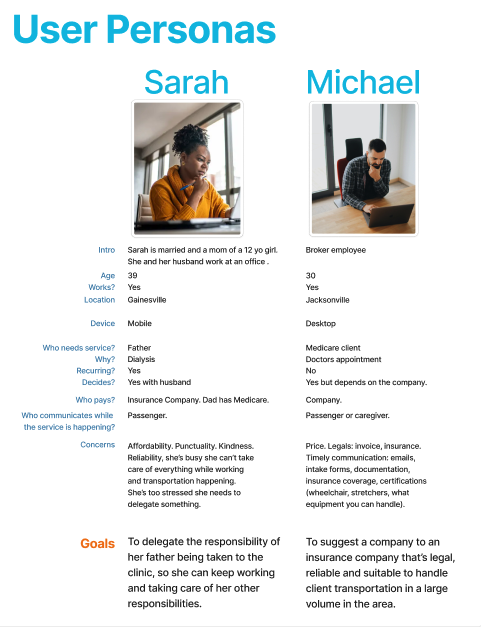 User Personas
Sarah Michael
Intro Sarah is married and a mom of a 12 yo girl. Broker employee
She and her husband work at an office .
Age 39 30
Works? Yes Yes
Location Gainesville Jacksonville
Device Mobile Desktop
Who needs service? Father Medicare client
Why? Dialysis Doctors appointment
Recurring? Yes No
Decides? Yes with husband Yes but depends on the company.
Who pays? Insurance Company. Dad has Medicare. Company.
Who communicates while Passenger. Passenger or caregiver.
the service is happening?
Concerns Affordability. Punctuality. Kindness. Price. Legals: invoice, insurance.
Reliability, she's busy she can't take Timely communication: emails,
care of everything while working intake forms, documentation,
and transportation happening. insurance coverage, certifications
She's too stressed she needs to (wheelchair, stretchers, what
delegate something. equipment you can handle).
Goals To delegate the responsibility of To suggest a company to an
her father being taken to the insurance company that's legal,
clinic, so she can keep working reliable and suitable to handle
and taking care of her other client transportation in a large
responsibilities. volume in the area.